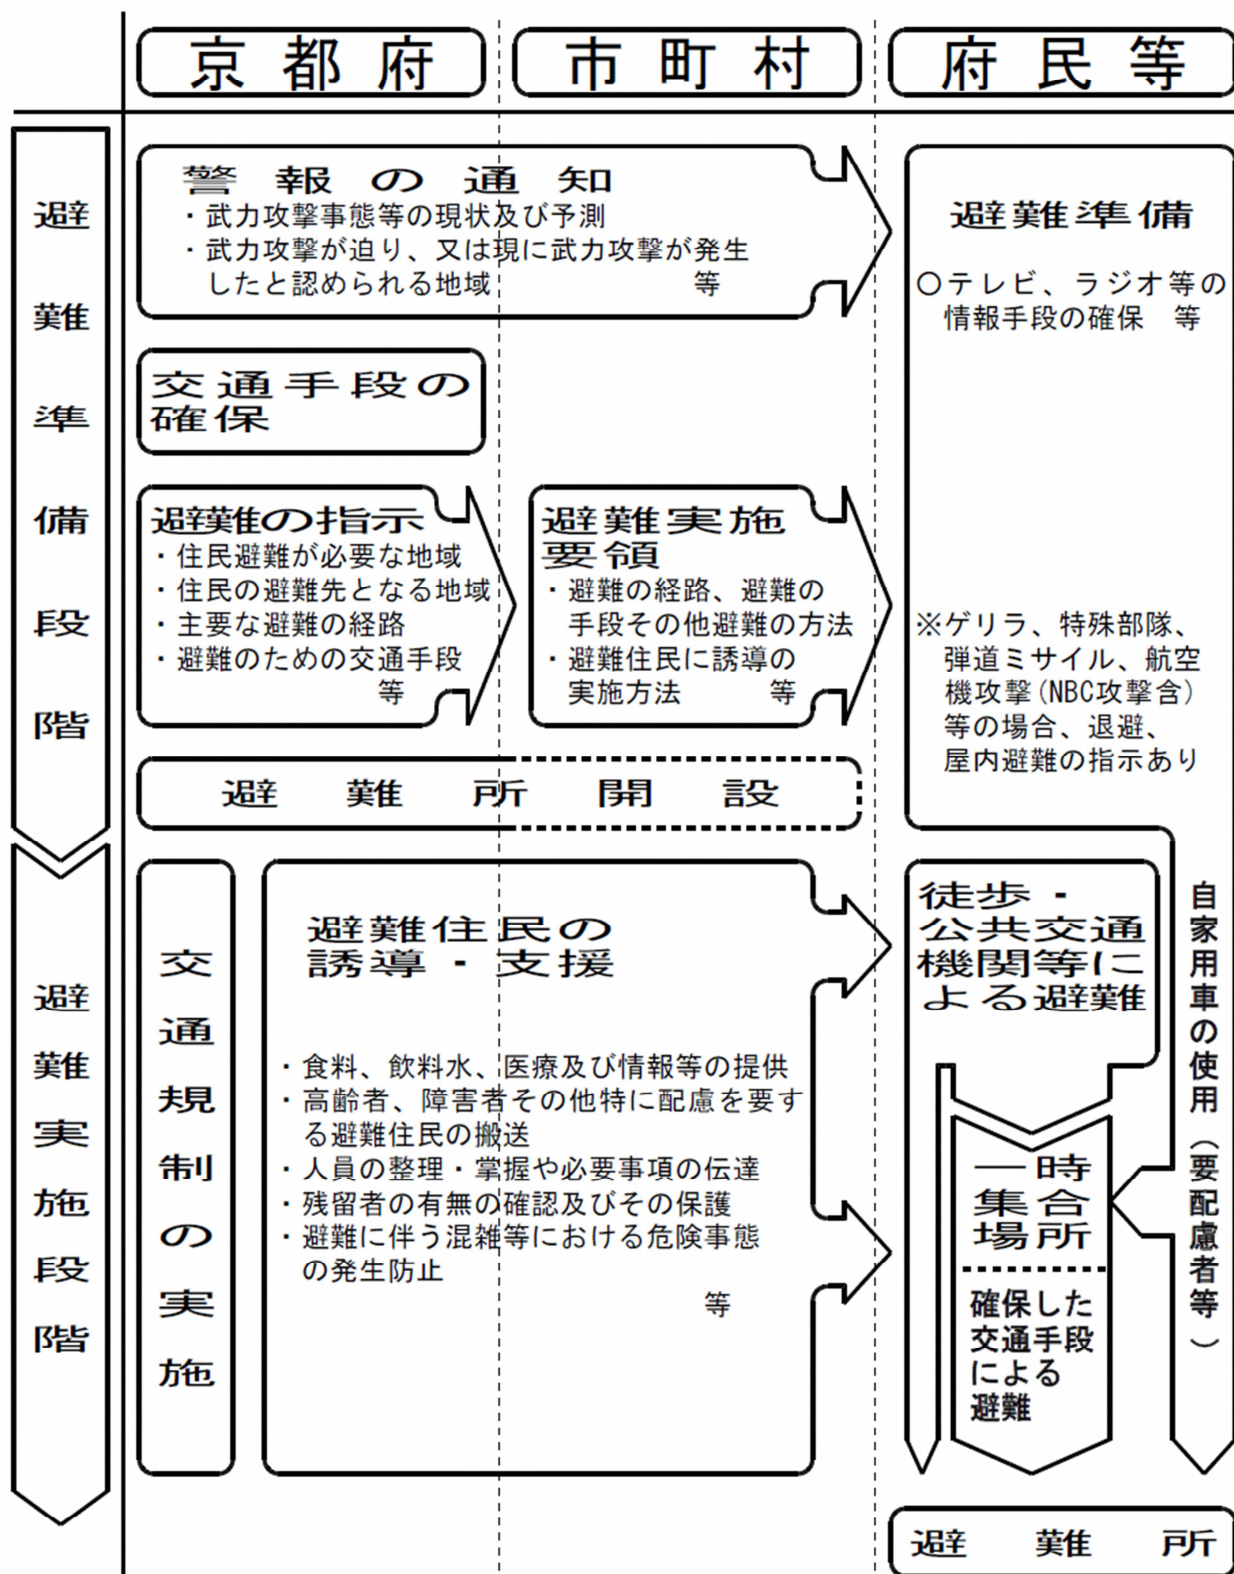 京都府
市町村
府民等
避難準備段階
警報の通知
・武力攻撃事態等の現状及び予測
・武力攻撃が迫り、又は現に武力攻撃が発生
したと認められる地域　等
避難準備
〇テレビ、ラジオ等の
情報手段の確保　等
交通手段の
確保
避難の指示
・住民避難が必要な地域
・住民の避難先となる地域
・主要な避難の経路
・避難のための交通手段
等
避難実施
要領
・避難の経路、避難の
手段その他避難の方法
・避難住民に誘導の
実施方法　等
※ゲリラ、特殊部隊、
弾道ミサイル、航空
機攻撃(NBC攻撃含)
等の場合、退避、
屋内避難の指示あり
避難所開設
避難実施段階
交通規制の実施
避難住民の
誘導・支援
・食料、飲料水、医療及び情報等の提供
・高齢者、障害者その他特に配慮を要す
る避難住民の搬送
・人員の整理・掌握や必要事項の伝達
・残留者の有無の確認及びその保護
・避難に伴う混雑等における危険事態
の発生防止
等
徒歩・
公共交通
機関等に
よる避難
自家用車の使用（要配慮者等）
一時
集合
場所
確保した
交通手段
による
避難
避難所